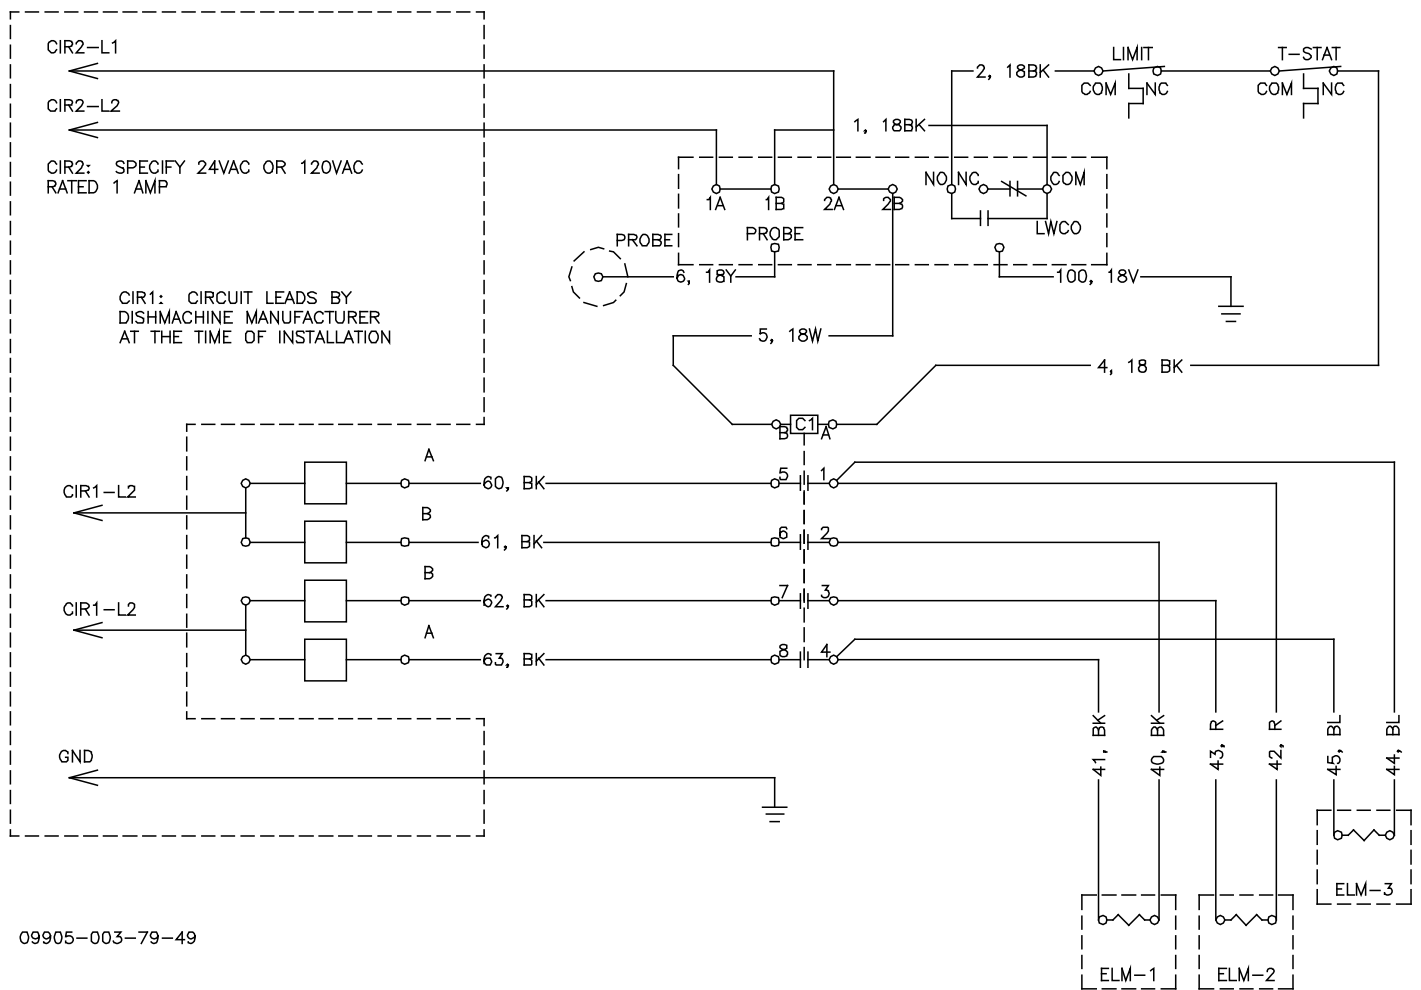 CIR2-L1
LIMIT
T-STAT
2, 18BK
COM
NC
COM
NC
CIR2-L2
1, 18BK
CIR2: SPECIFY 24VAC OR 120VAC
RATED 1 AMP
NO
NC
COM
1A
1B
2A
2B
LWCO
PROBE
PROBE
6, 18Y
100, 18V
CIR1: CIRCUIT LEADS BY
DISHMACHINE MANUFACTURER
AT THE TIME OF INSTALLATION
5, 18W
4, 18 BK
C1
B
A
A
60, BK
5
1
CIR1-L2
B
61, BK
6
2
B
62, BK
7
3
CIR1-L2
A
63, BK
8
4
41, BK
40, BK
43, R
42, R
45, BL
44, BL
GND
ELM-3
09905-003-79-49
ELM-1
ELM-2